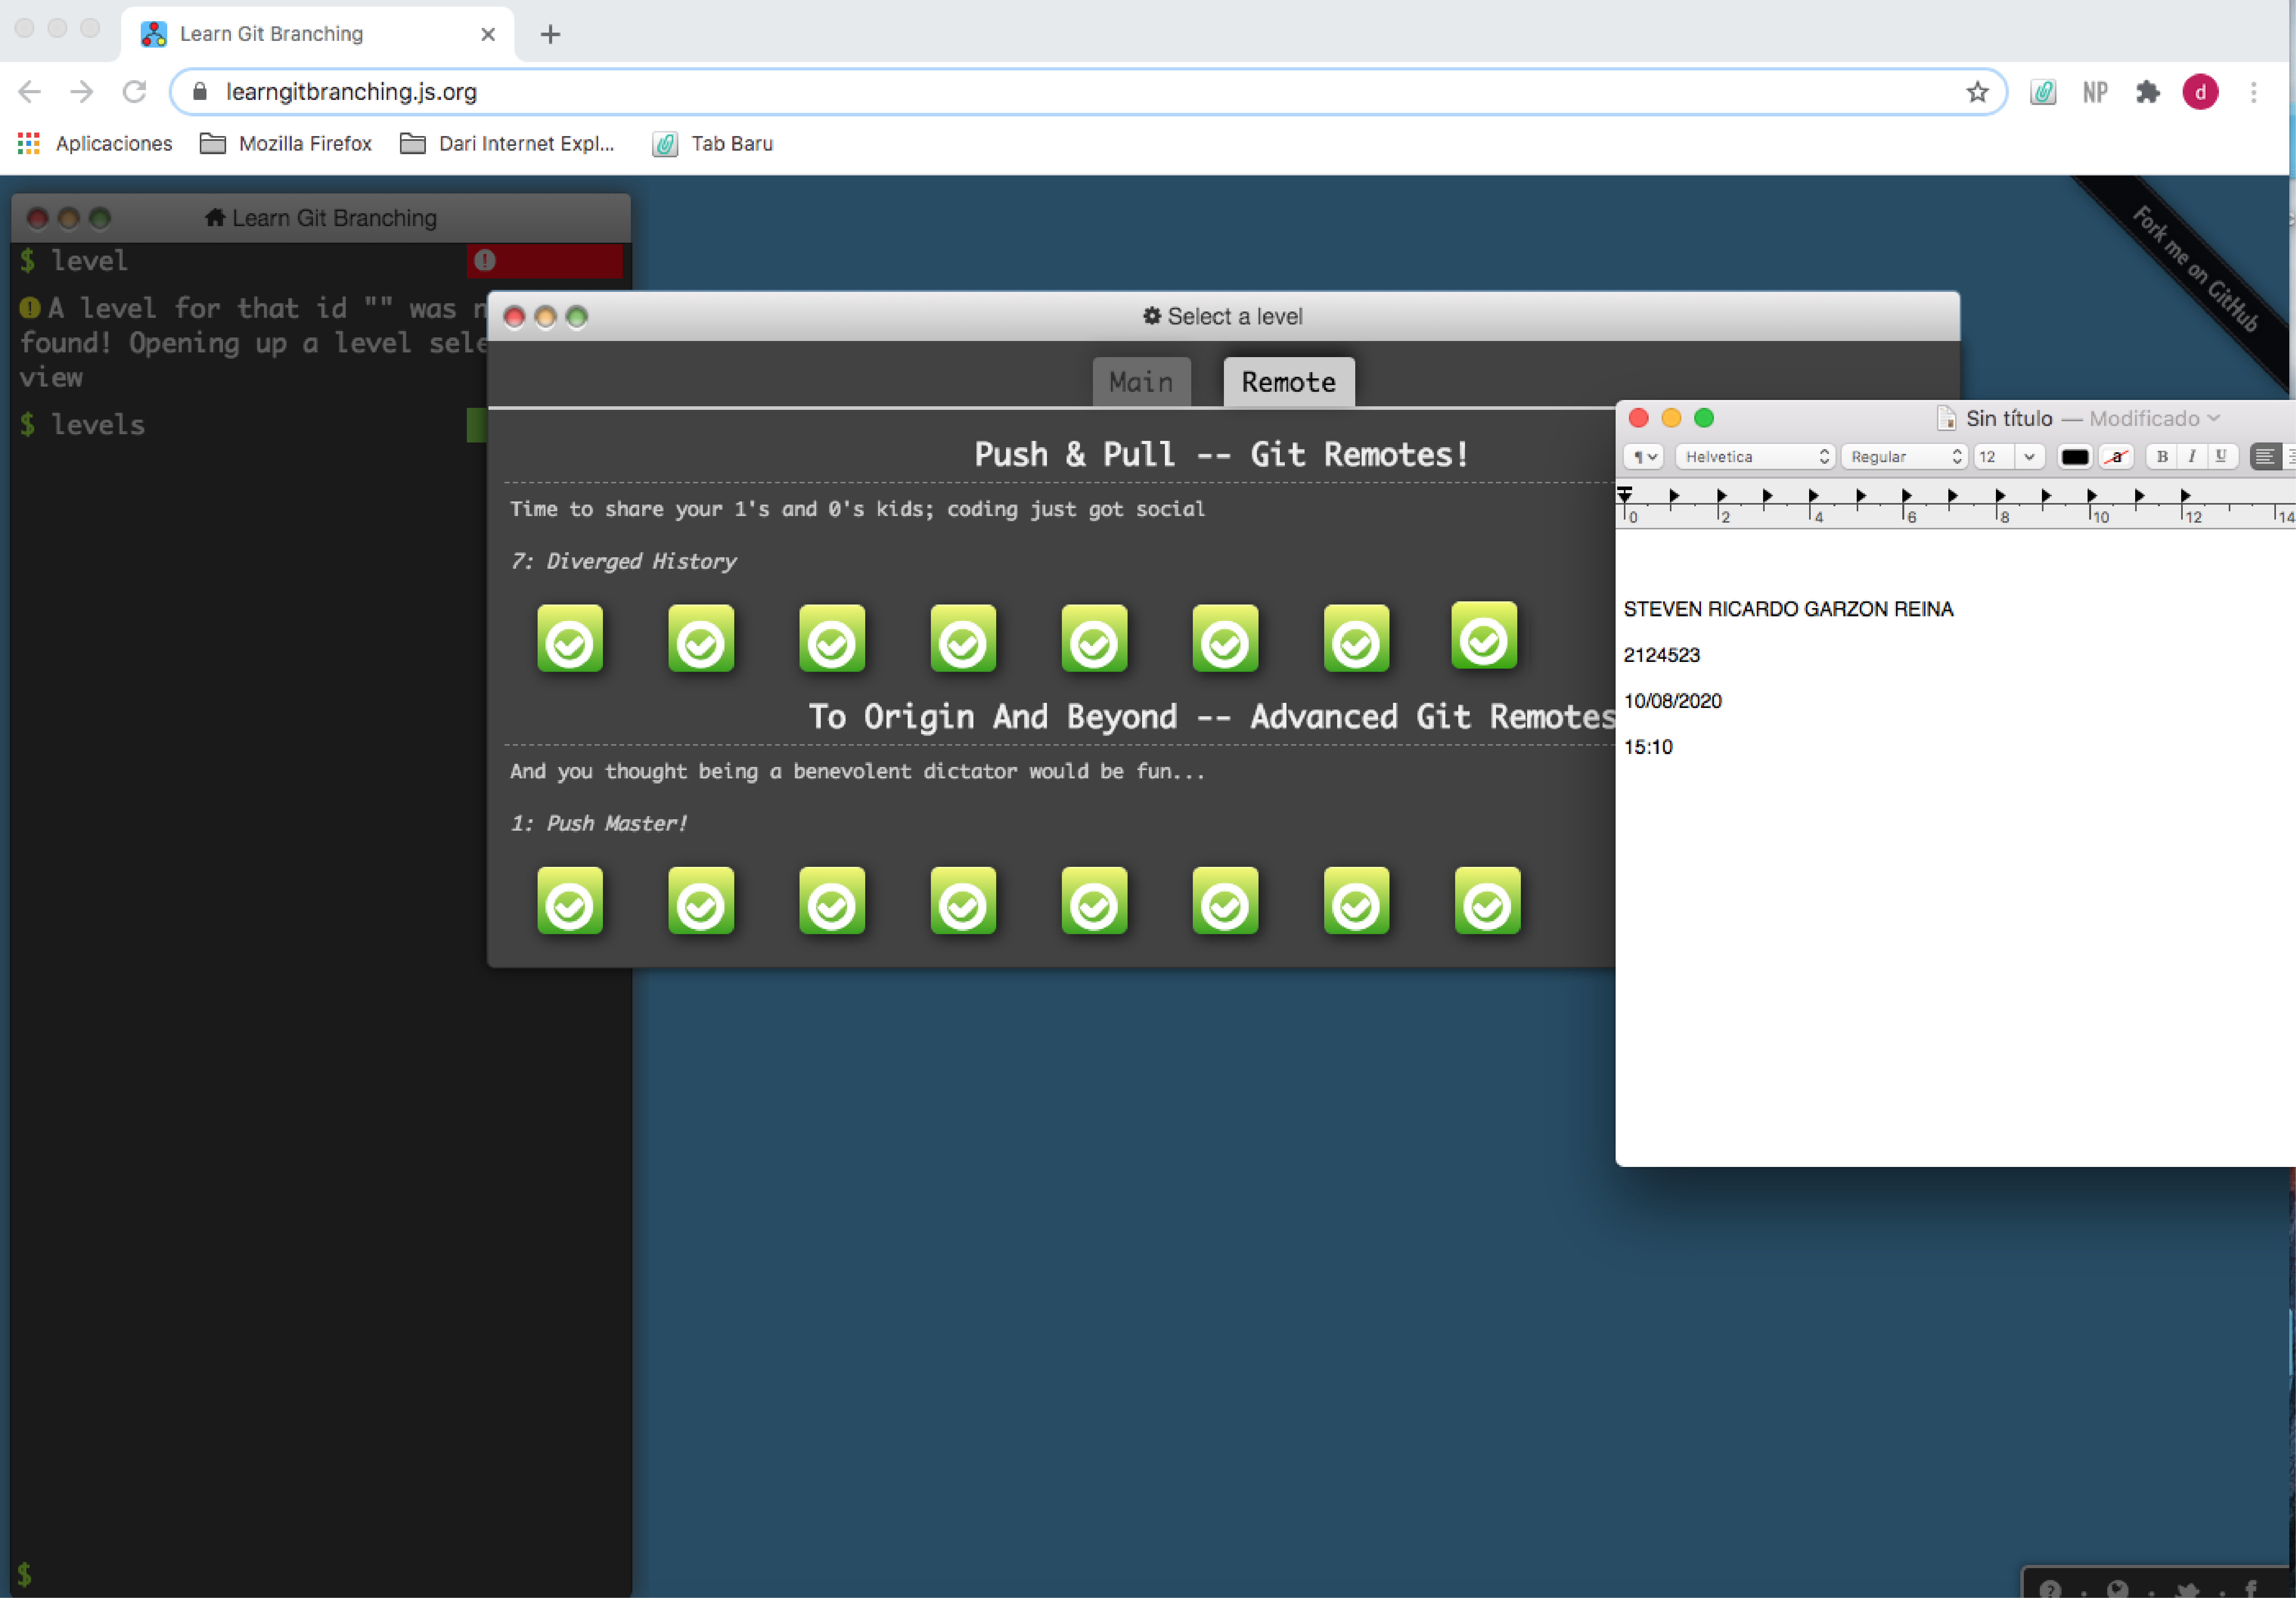 Learn Git Branching
learngitbranching.js.org
NP
d
Aplicaciones
Mozilla Firefox
Dari Internet Expl...
Tab Baru
Learn Git Branching
$ level
A level for that id "" was
found! Opening up a level
view
$ levels
$
Fork me on GitHub
Select a level
Main
Remote
Push & Pull -- Git Remotes!
Time to share your 1's and 0's kids; coding just got social
7: Diverged History
To Origin And Beyond -- Advanced Git Remotes
And you thought being a benevolent dictator would be fun...
1: Push Master!
Sin título — Modificado
Helvetica
Regular
12
a
B I U
0 2 4 6 8 10 12 14
STEVEN RICARDO GARZON REINA
2124523
10/08/2020
15:10